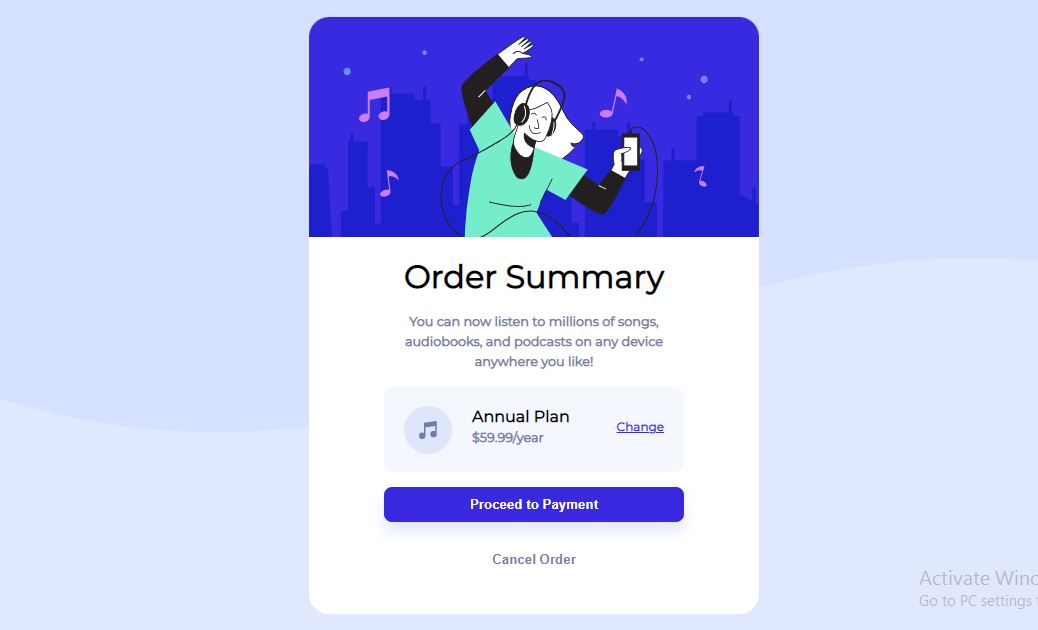 Order Summary
You can now listen to millions of songs,
audiobooks, and podcasts on any device
anywhere you like!
Annual Plan
$59.99/year
Change
Proceed to Payment
Cancel Order
Activate Winc
Go to PC settings